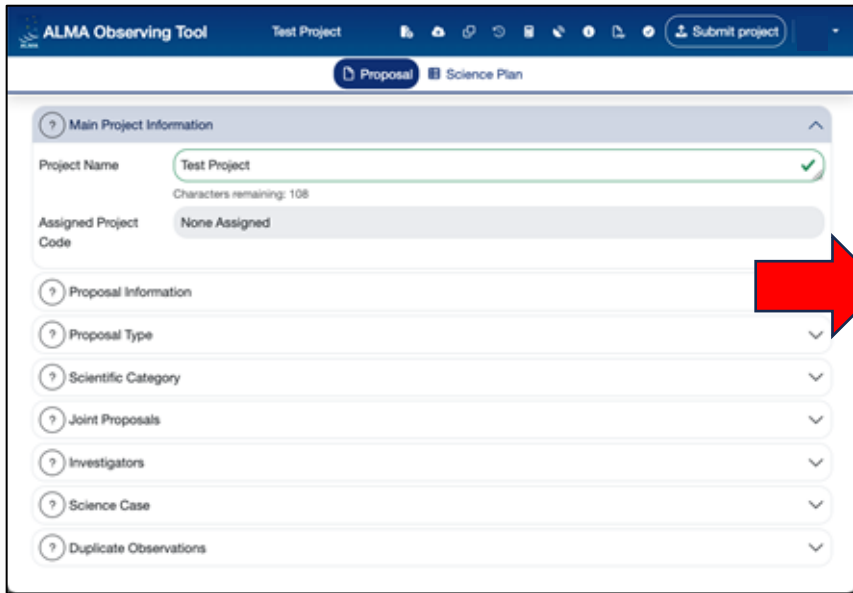 ALMA Observing Tool Test Project Submit project
ALMA
Proposal Science Plan
? Main Project Information
Project Name Test Project
Characters remaining: 108
Assigned Project Code None Assigned
? Proposal Information
? Proposal Type
? Scientific Category
? Joint Proposals
? Investigators
? Science Case
? Duplicate Observations